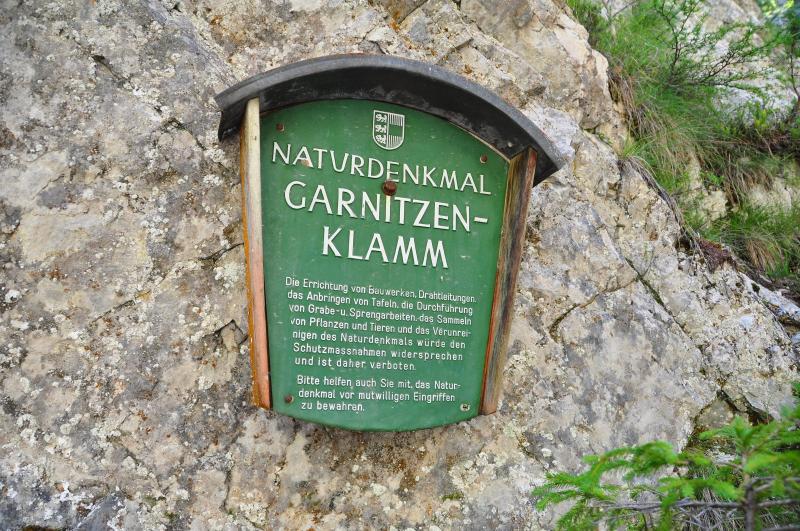 NATURDENKMAL
GARNITZEN-
KLAMM
Die Errichtung von Bauwerken, Drahtleitungen,
das Anbringen von Tafeln, die Durchführung
von Grabe-u. Sprengarbeiten, das Sammeln
von Pflanzen und Tieren und das Verunrei-
nigen des Naturdenkmals würde den
Schutzmassnahmen widersprechen
und ist daher verboten.
Bitte helfen auch Sie mit, das Natur-
denkmal vor mutwilligen Eingriffen
zu bewahren.